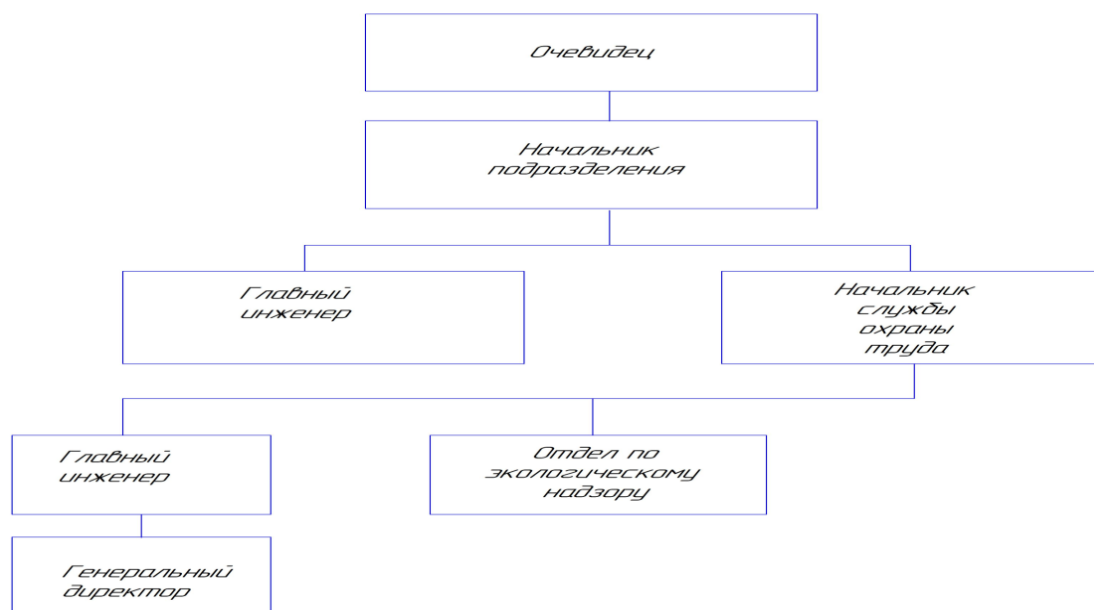 Очевидец
Начальник
подразделения
Главный
инженер
Начальник
службы
охраны
труда
Главный
инженер
Отдел по
экологическому
надзору
Генеральный
директор